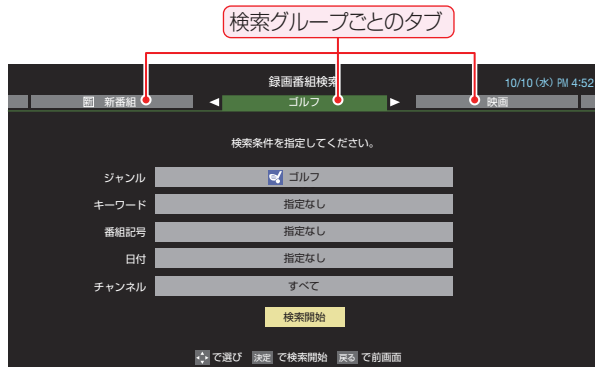 検索グループごとのタブ
録画番組検索
10/10 (水) PM 4:52
新番組 ◀ ゴルフ ▶ 映画
検索条件を指定してください。
ジャンル ゴルフ
キーワード 指定なし
番組記号 指定なし
日付 指定なし
チャンネル すべて
検索開始
で選び 決定 で検索開始 戻る で前画面